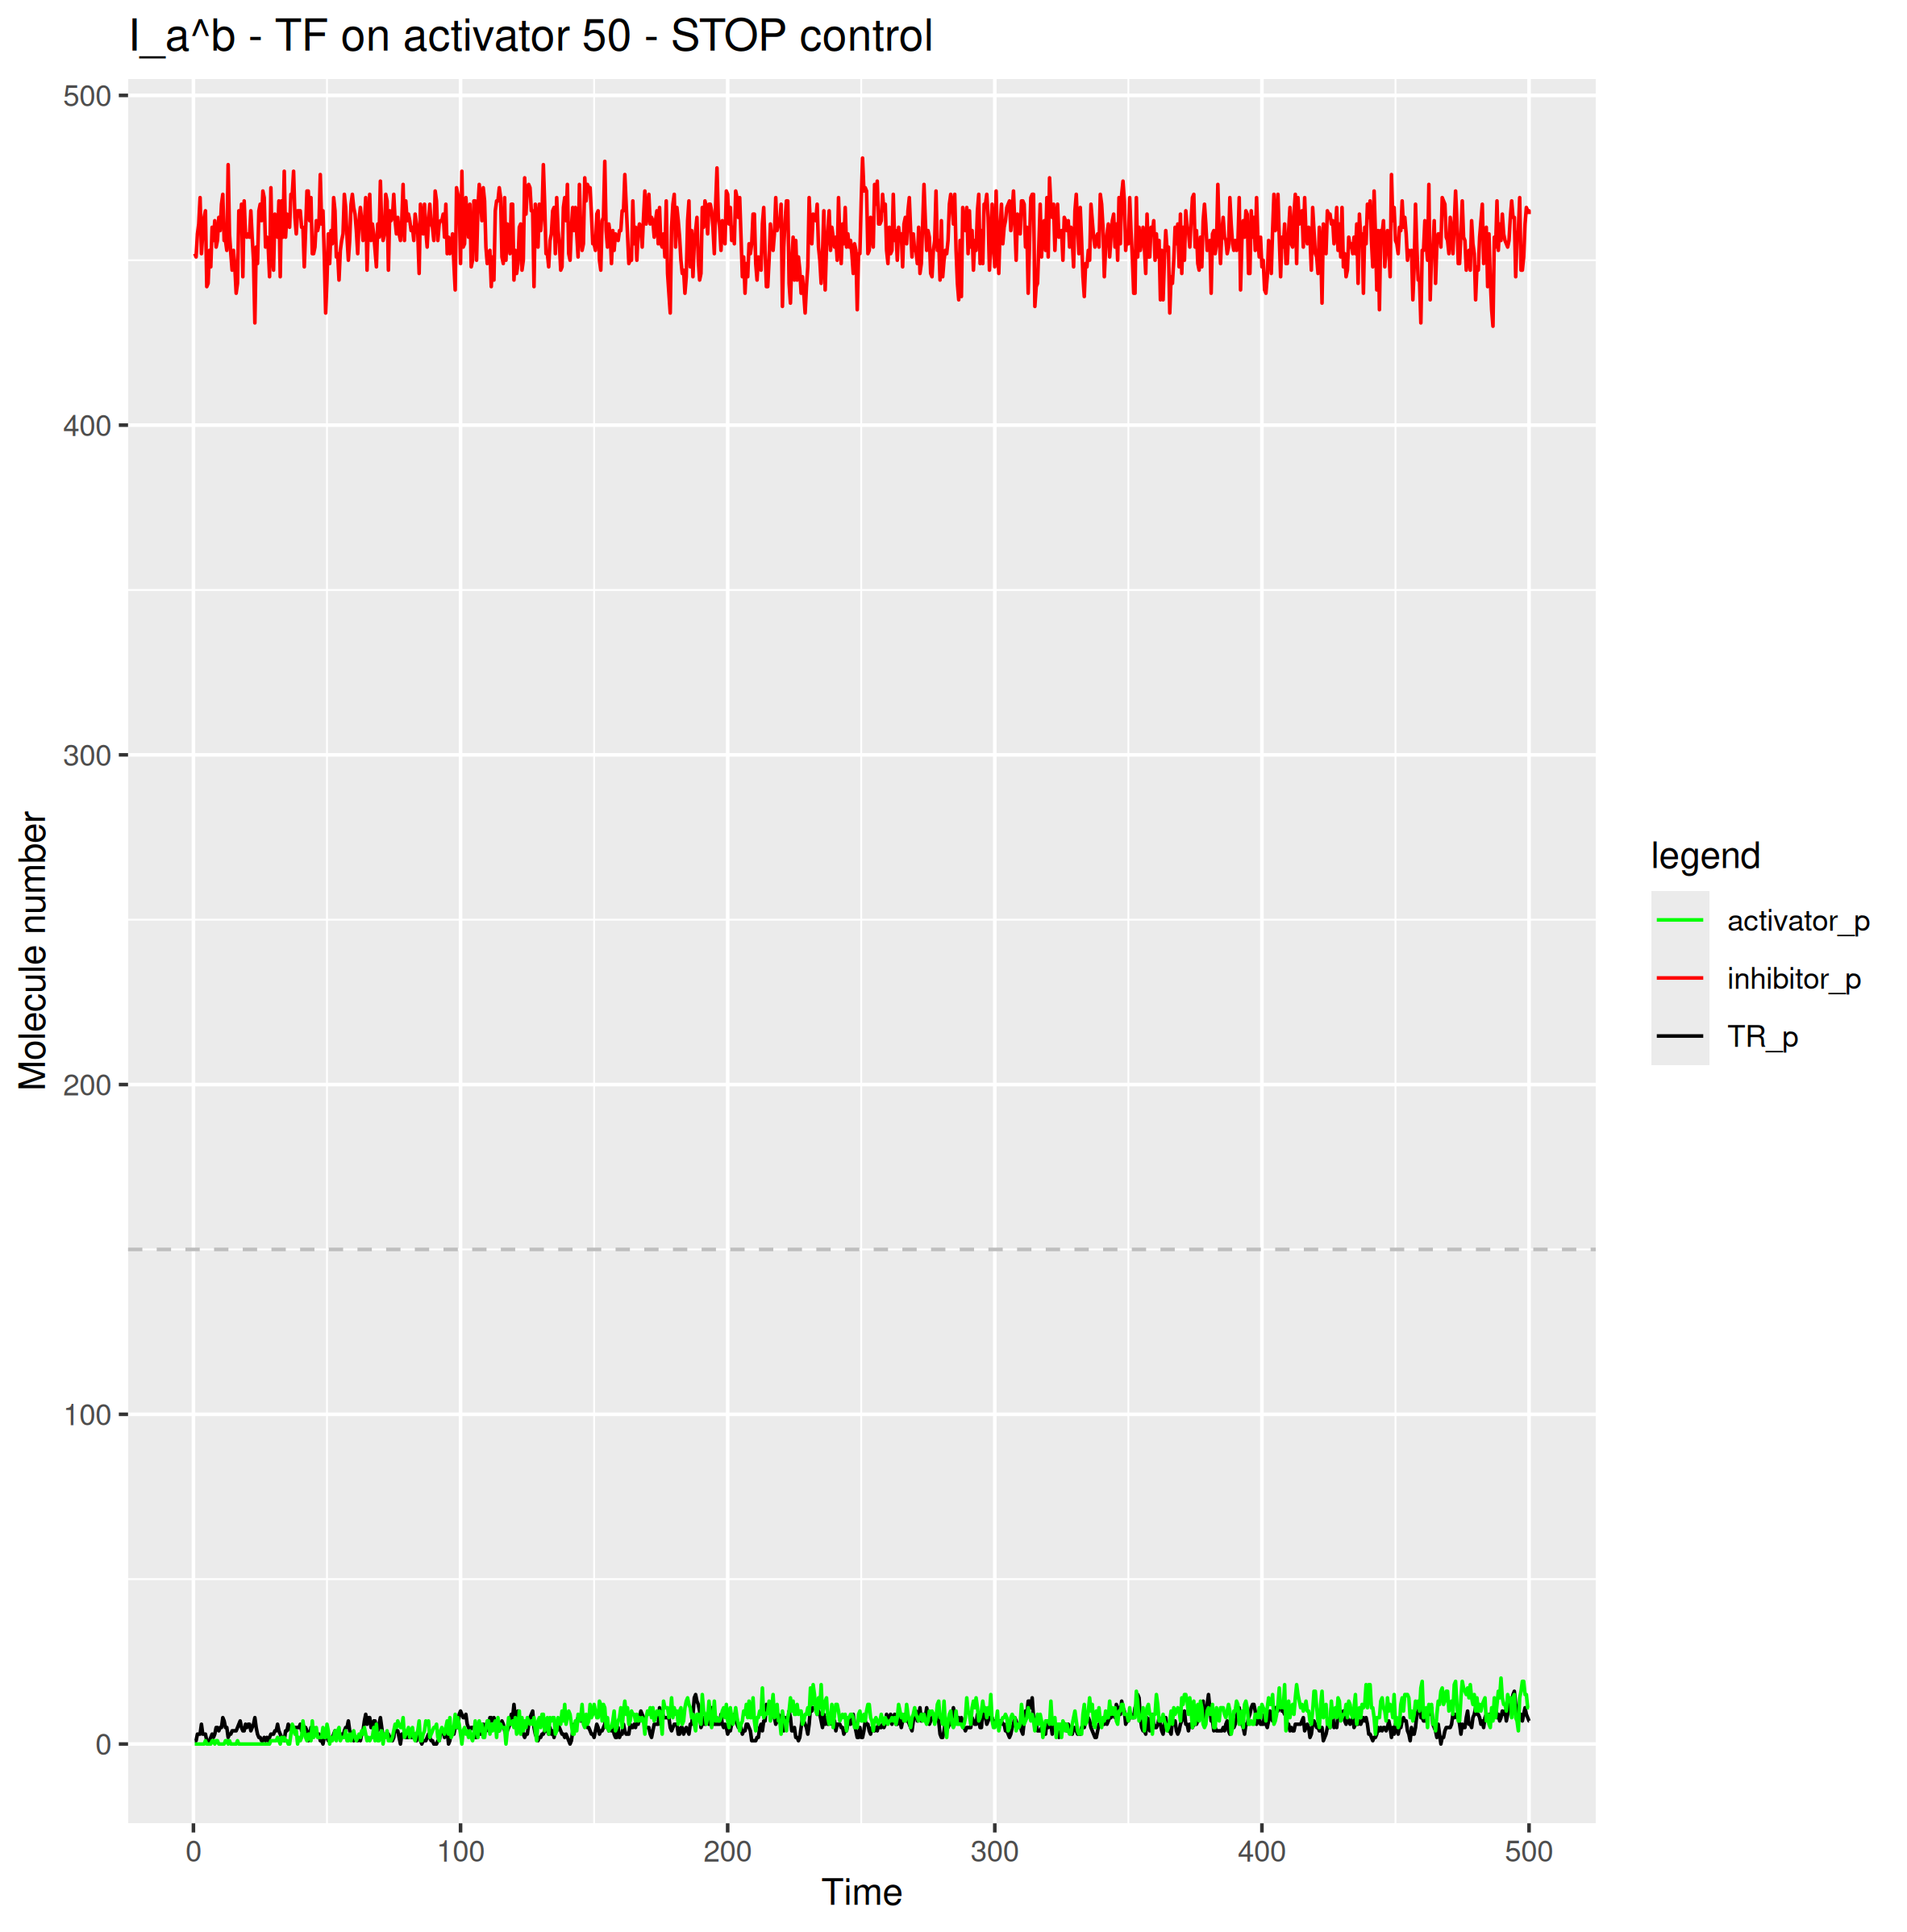 I_a^b - TF on activator 50 - STOP control
500
400
300
200
100
0
Molecule number
0 100 200 300 400 500
Time
legend
activator_p
inhibitor_p
TR_p